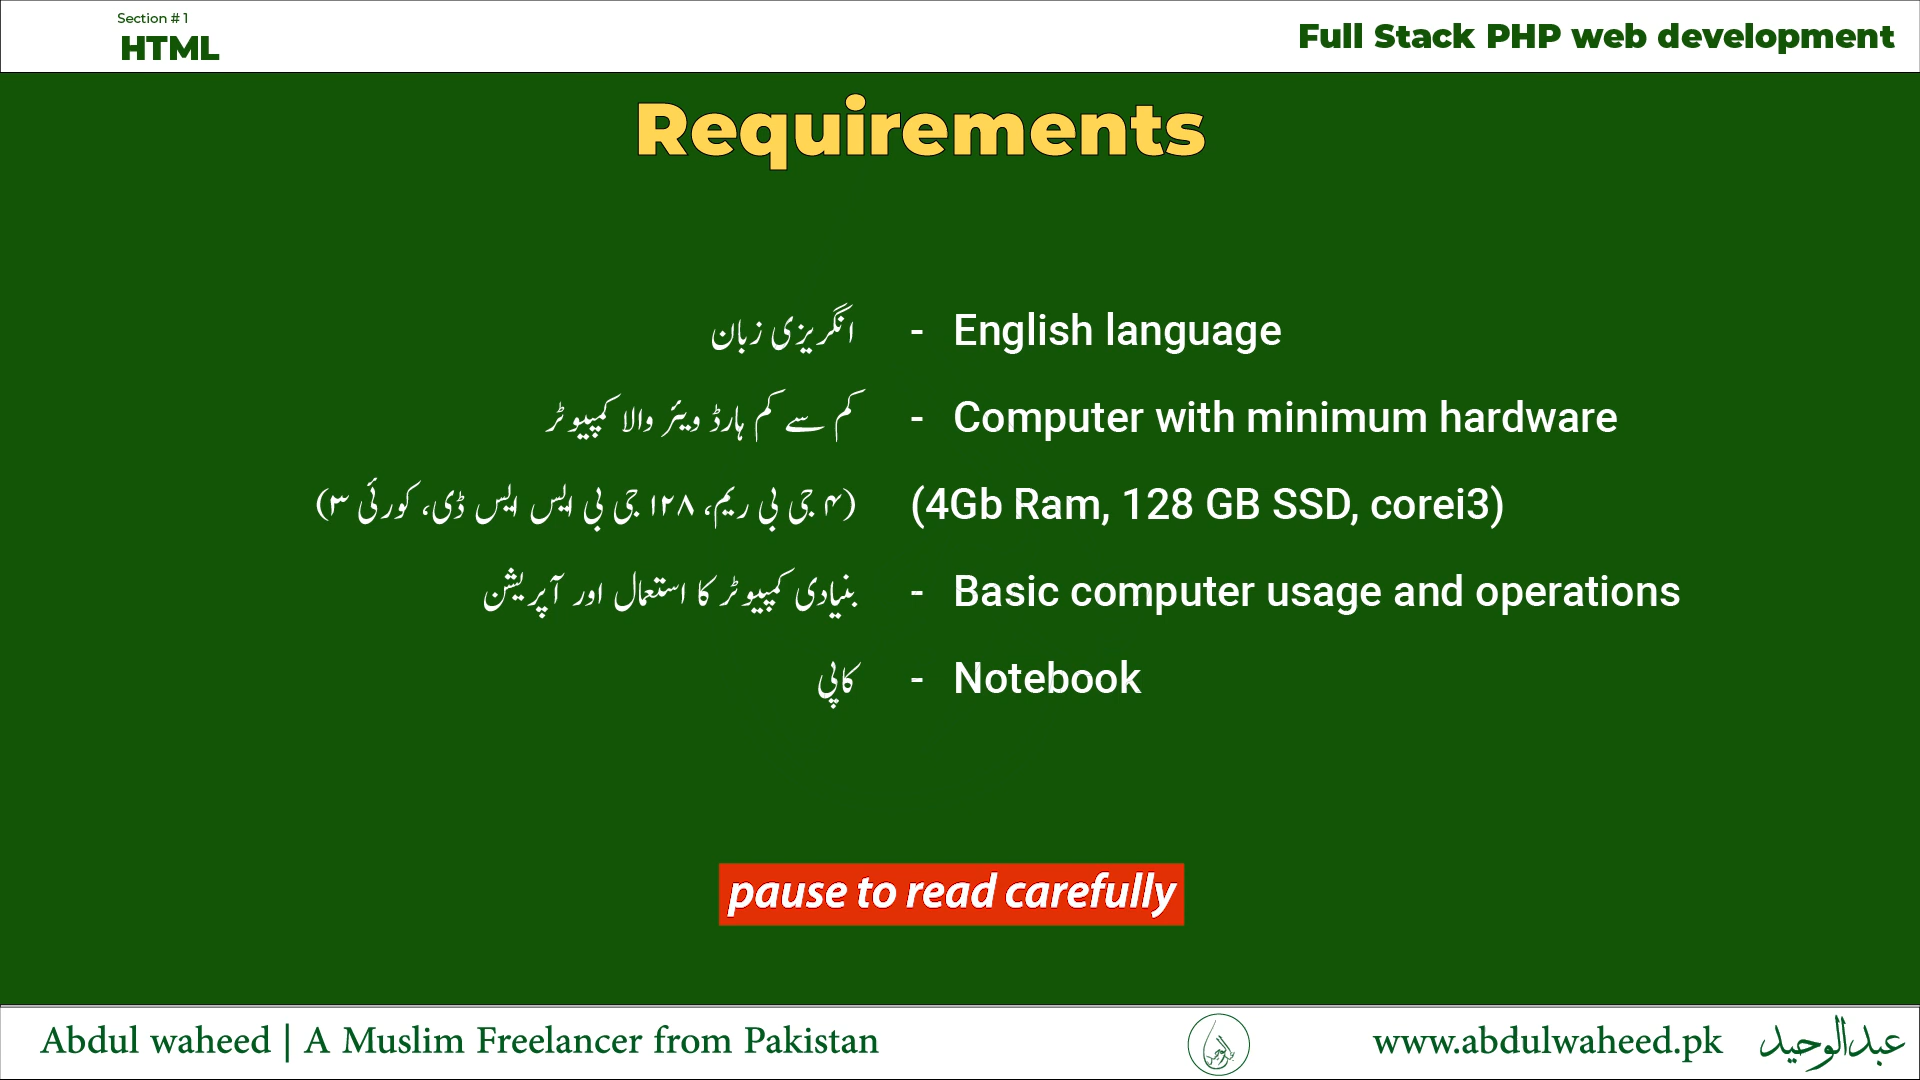 Section # 1
HTML
Full Stack PHP web development
Requirements
انگریزی زبان - English language
کم سے کم ہارڈ ویئر والا کمپیوٹر - Computer with minimum hardware
(۴ جی بی ریم، ۱۲۸ جی بی ایس ایس ڈی، کورئی ۳) (4Gb Ram, 128 GB SSD, corei3)
بنیادی کمپیوٹر کا استعمال اور آپریشن - Basic computer usage and operations
کاپی - Notebook
pause to read carefully
Abdul waheed | A Muslim Freelancer from Pakistan
www.abdulwaheed.pk
عبدالوحید